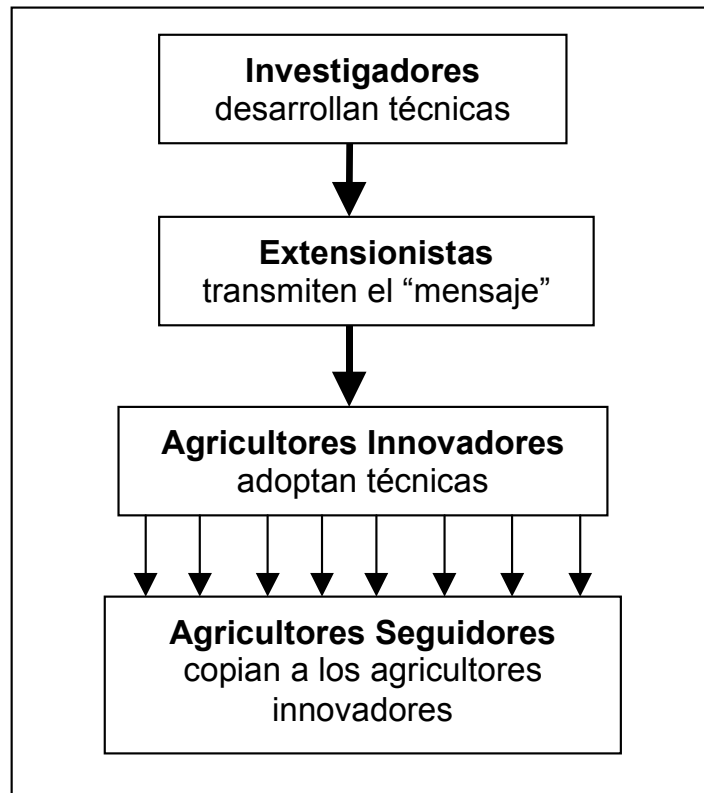 Investigadores
desarrollan técnicas
Extensionistas
transmiten el “mensaje”
Agricultores Innovadores
adoptan técnicas
Agricultores Seguidores
copian a los agricultores
innovadores